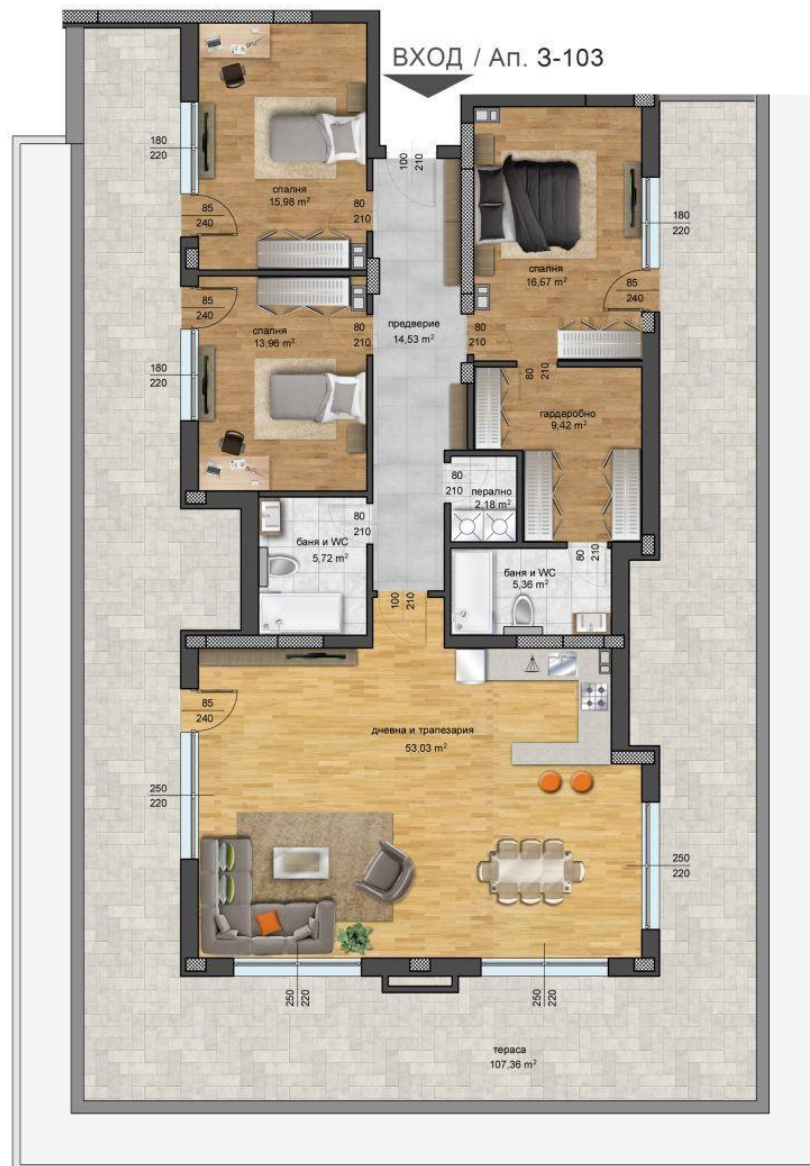 ВХОД / Ап. 3-103
100
210
180
220
спалня
15,98 m²
85
240
80
210
180
220
спалня
16,67 m²
85
240
85
240
спалня
13,96 m²
80
210
предверие
14,53 m²
80
210
180
220
80
210
гардеробно
9,42 m²
80
210
перално
2,18 m²
80
210
баня и WC
5,72 m²
80
210
баня и WC
5,36 m²
100
210
85
240
дневна и трапезария
53,03 m²
250
220
250
220
250
220
250
220
тераса
107,36 m²